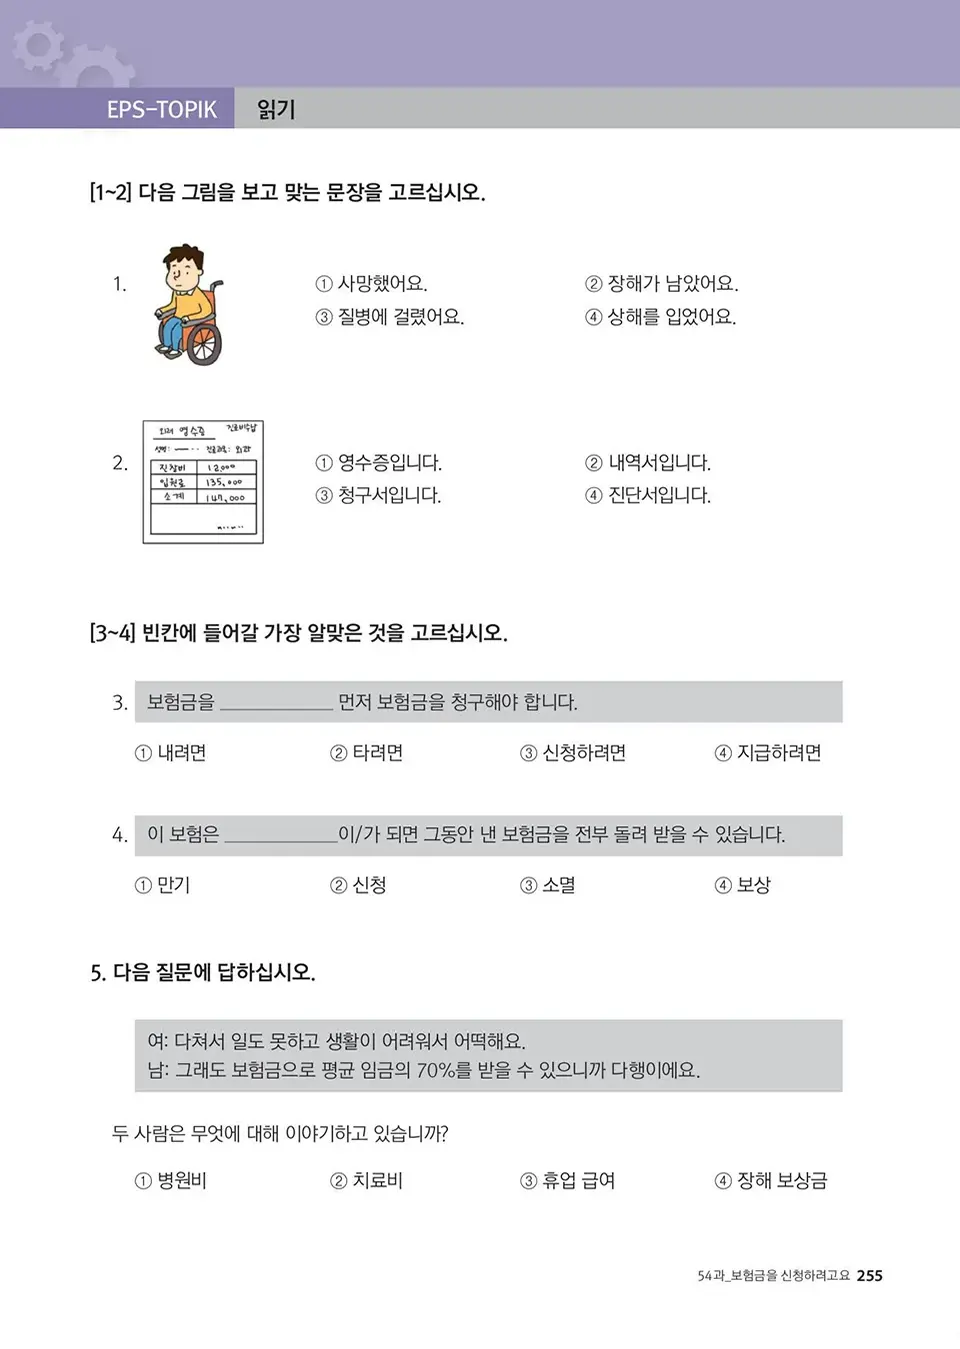 EPS-TOPIK 읽기
[1~2] 다음 그림을 보고 맞는 문장을 고르십시오.
1.
① 사망했어요. ② 장해가 남았어요.
③ 질병에 걸렸어요. ④ 상해를 입었어요.
2.
외래 영수증 진료비수납
성명: 진료과목: 외과
진찰비 12,000
입원료 135,000
소계 147,000
① 영수증입니다. ② 내역서입니다.
③ 청구서입니다. ④ 진단서입니다.
[3~4] 빈칸에 들어갈 가장 알맞은 것을 고르십시오.
3. 보험금을 ____________ 먼저 보험금을 청구해야 합니다.
① 내려면 ② 타려면 ③ 신청하려면 ④ 지급하려면
4. 이 보험은 ____________이/가 되면 그동안 낸 보험금을 전부 돌려 받을 수 있습니다.
① 만기 ② 신청 ③ 소멸 ④ 보상
5. 다음 질문에 답하십시오.
여: 다쳐서 일도 못하고 생활이 어려워서 어떡해요.
남: 그래도 보험금으로 평균 임금의 70%를 받을 수 있으니까 다행이에요.
두 사람은 무엇에 대해 이야기하고 있습니까?
① 병원비 ② 치료비 ③ 휴업 급여 ④ 장해 보상금
54과_보험금을 신청하려고요 255